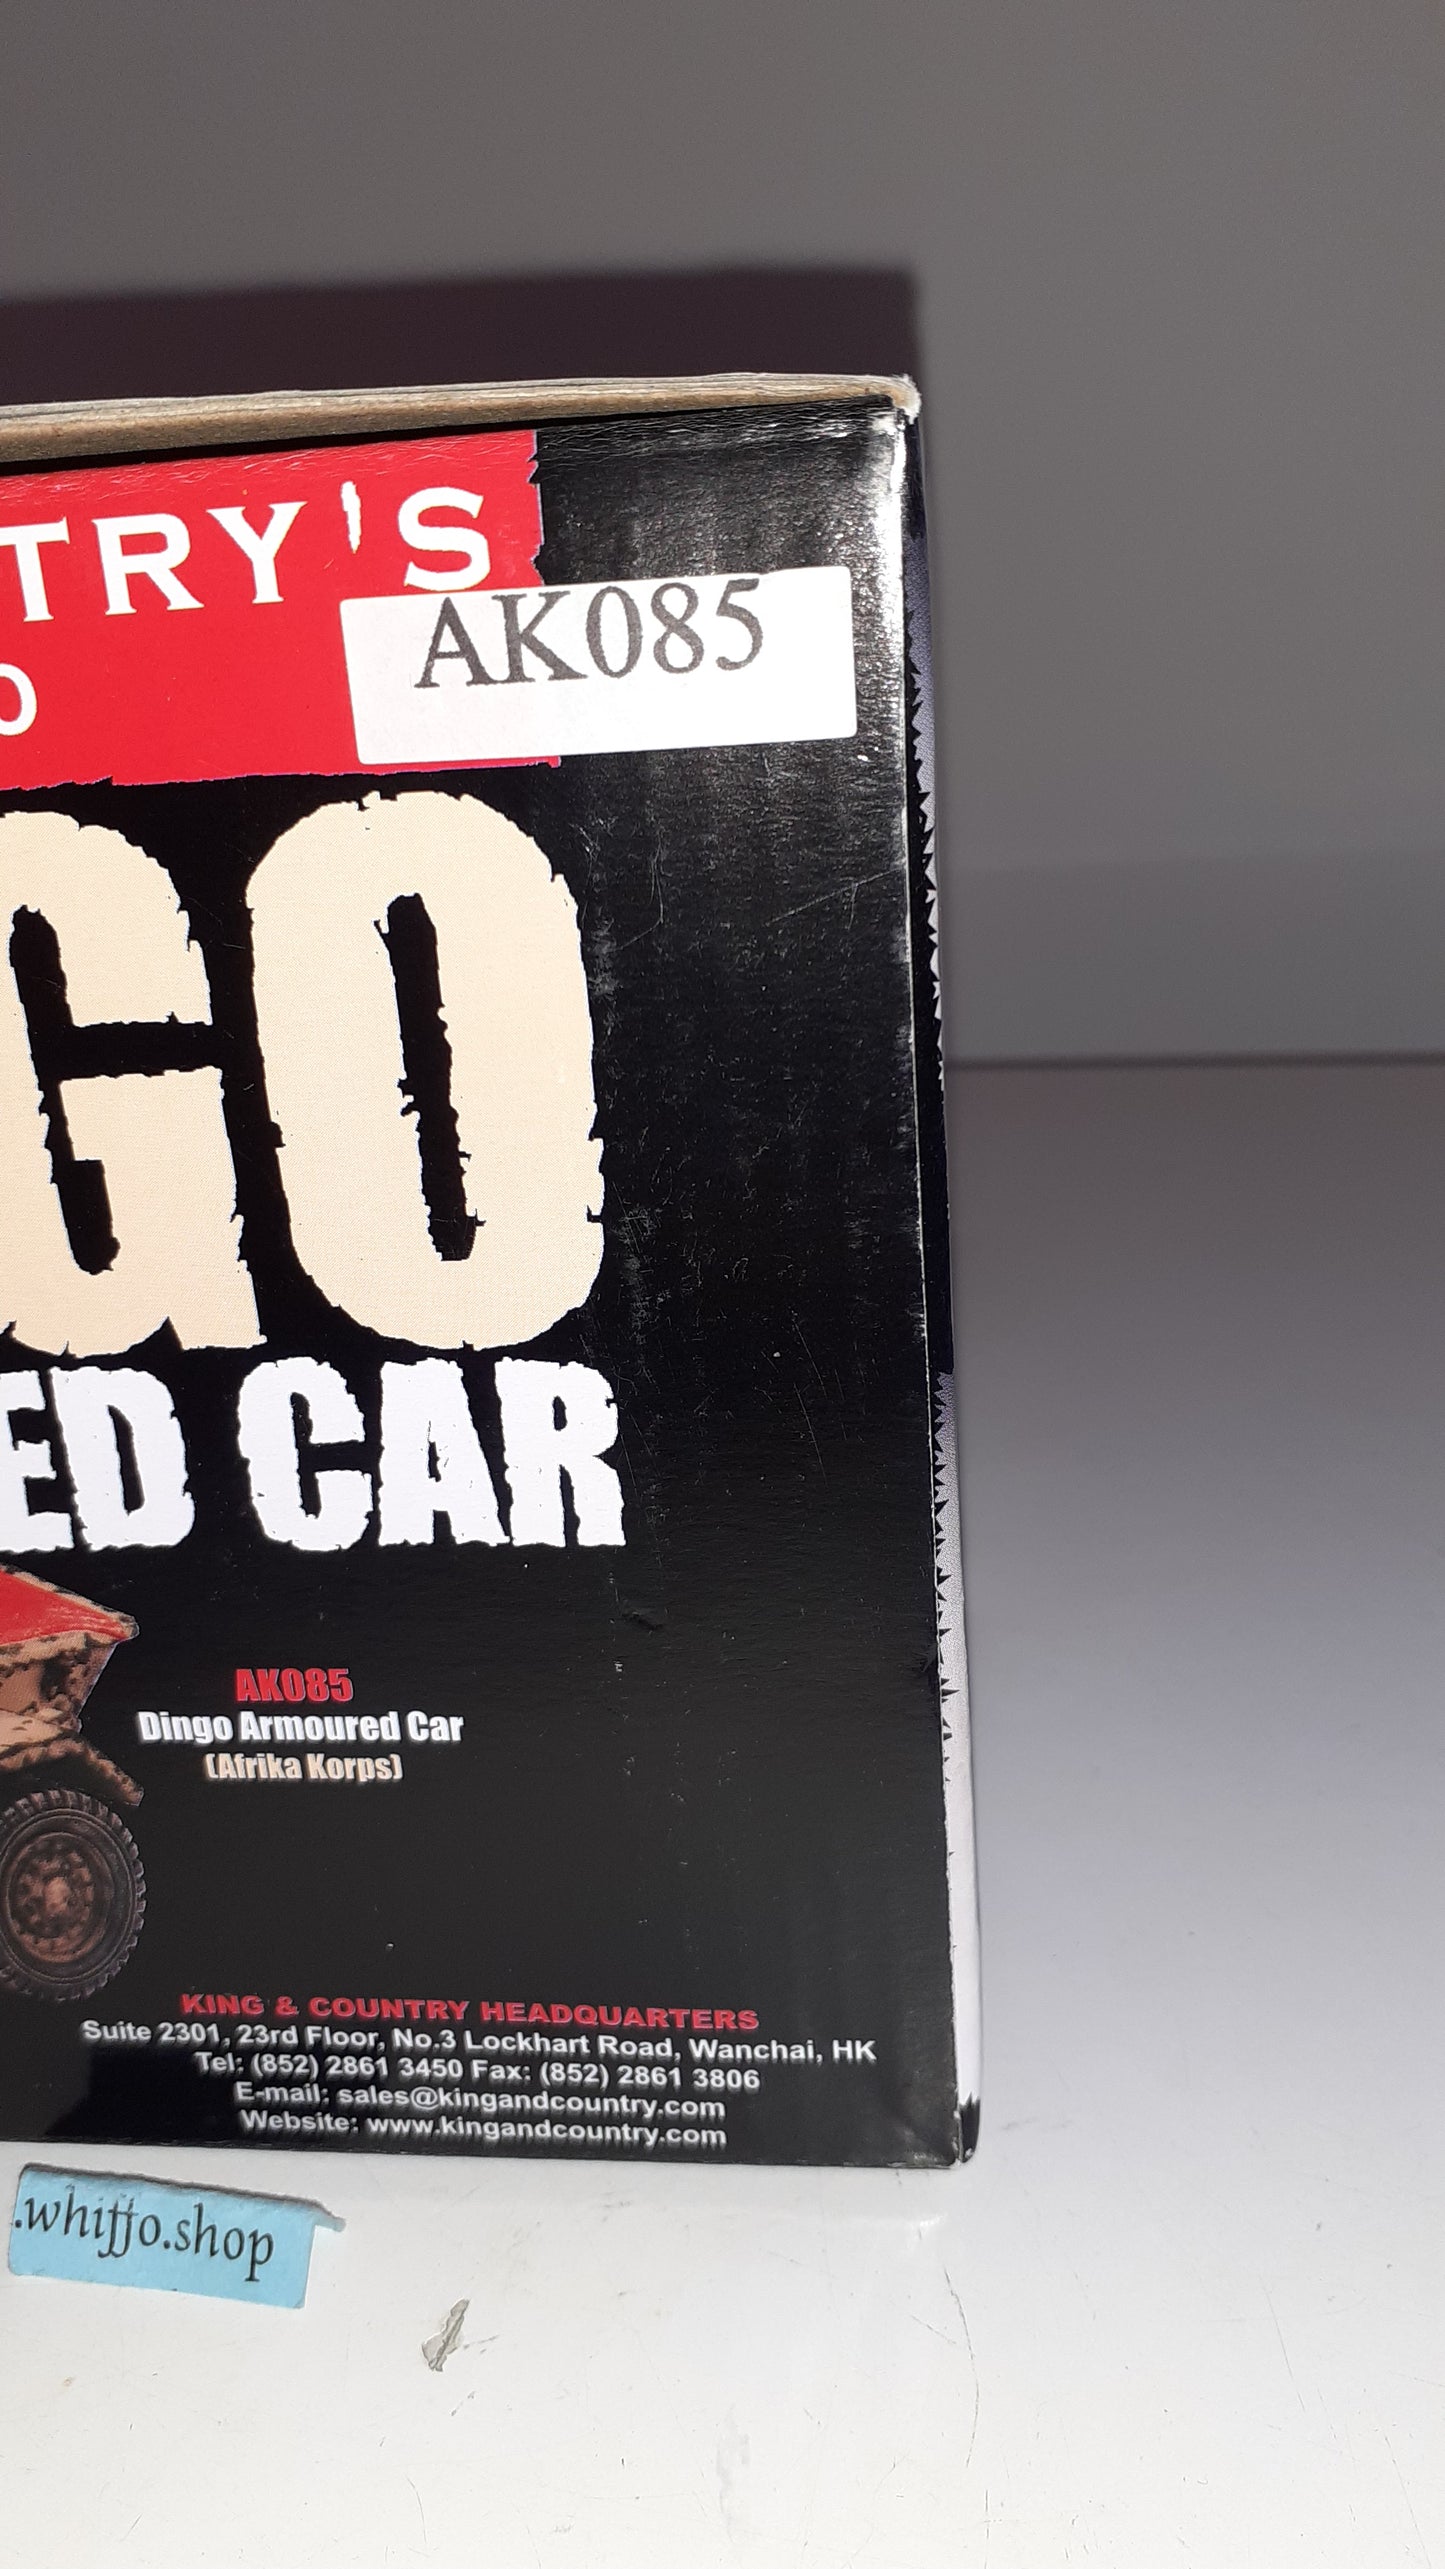 TRY'S
AK085
GO
ED CAR
AK085
Dingo Armoured Car
(Afrika Korps)
KING & COUNTRY HEADQUARTERS
Suite 2301, 23rd Floor, No.3 Lockhart Road, Wanchai, HK
Tel: (852) 2861 3450 Fax: (852) 2861 3806
E-mail: sales@kingandcountry.com
Website: www.kingandcountry.com
.whiffo.shop